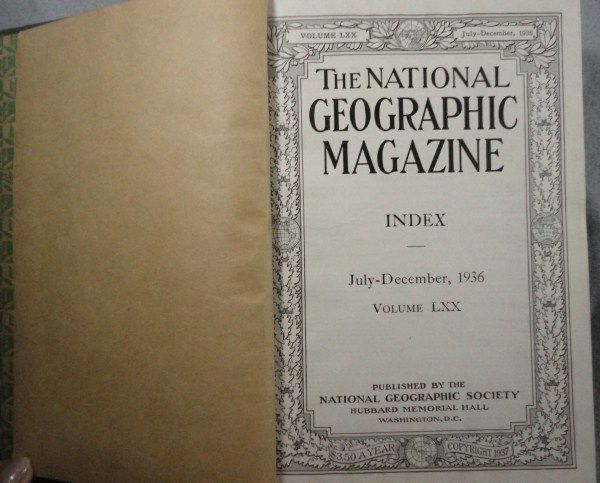 VOLUME LXX July-December, 1936
THE NATIONAL
GEOGRAPHIC
MAGAZINE
INDEX
July-December, 1936
VOLUME LXX
PUBLISHED BY THE
NATIONAL GEOGRAPHIC SOCIETY
HUBBARD MEMORIAL HALL
WASHINGTON, D.C.
$3.50 A YEAR COPYRIGHT 1937